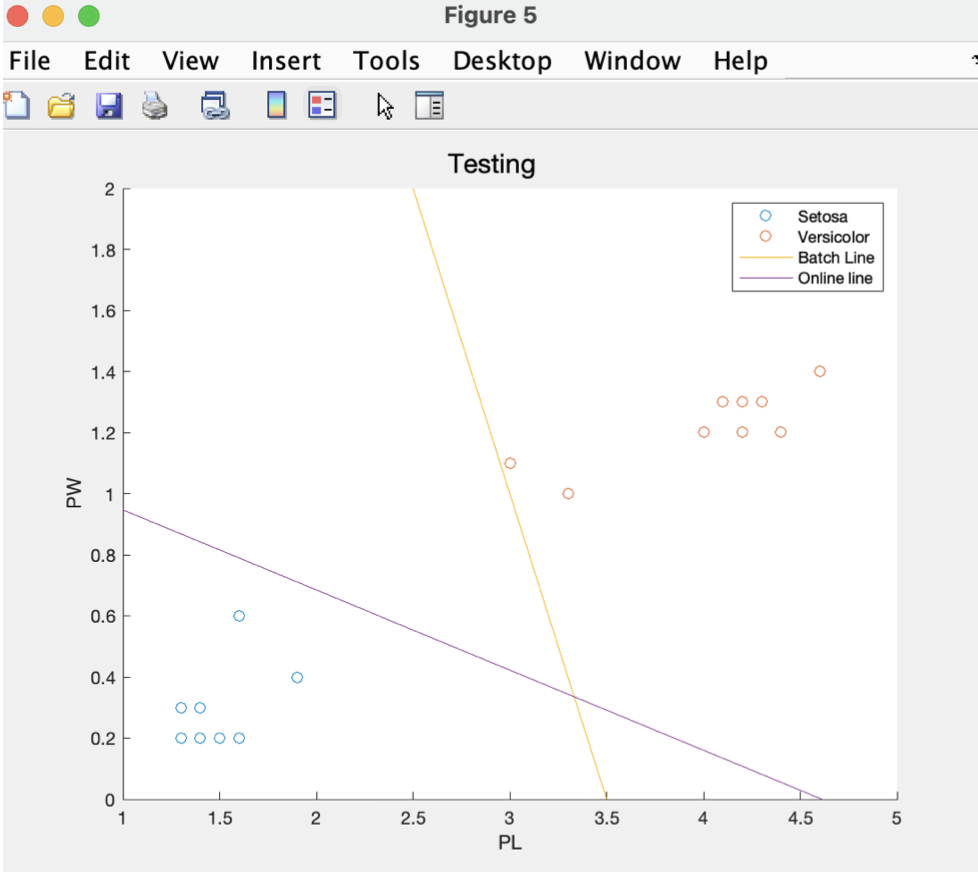 Figure 5
File Edit View Insert Tools Desktop Window Help
Testing
Setosa
Versicolor
Batch Line
Online line
2
1.8
1.6
1.4
1.2
1
0.8
0.6
0.4
0.2
0
PW
1 1.5 2 2.5 3 3.5 4 4.5 5
PL